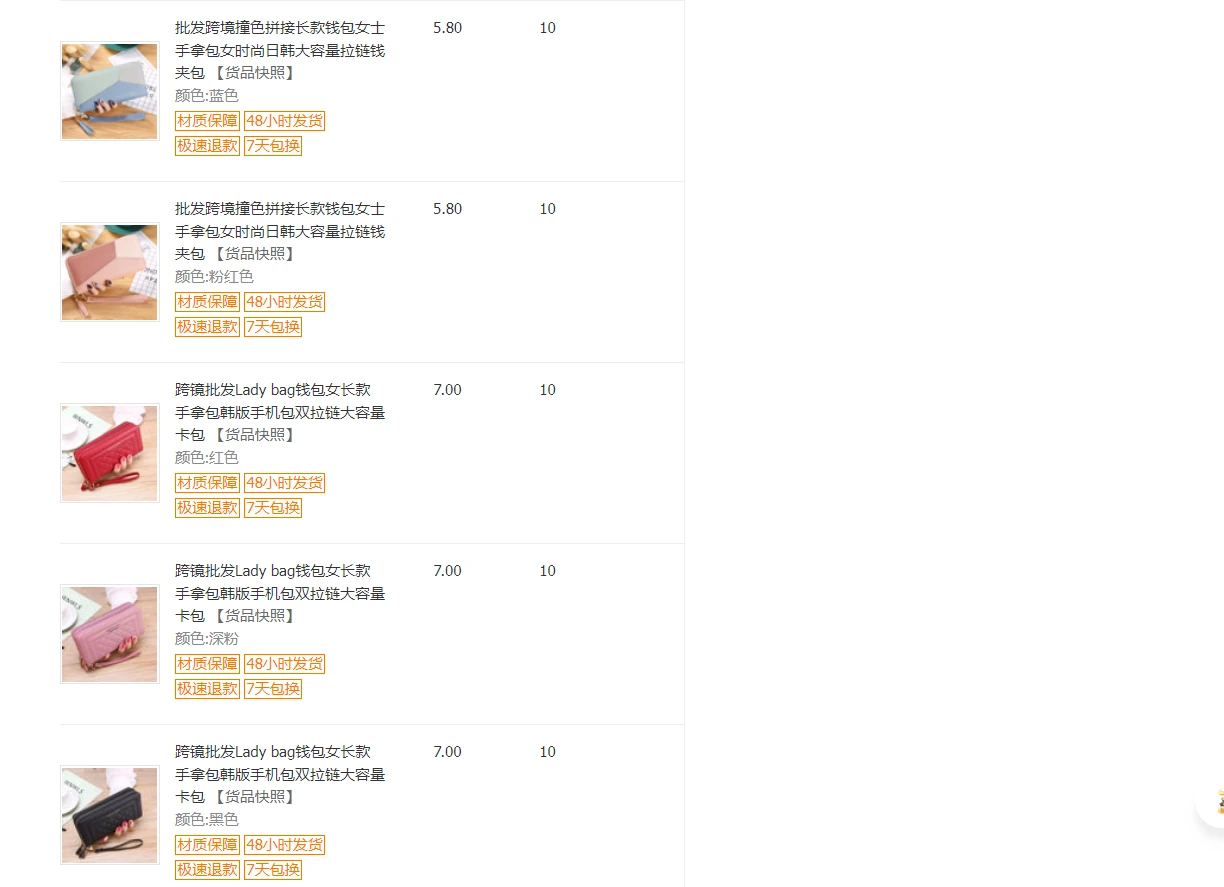 批发跨境撞色拼接长款钱包女士 5.80 10
手拿包女时尚日韩大容量拉链钱
夹包 【货品快照】
颜色:蓝色
材质保障 48小时发货
极速退款 7天包换
批发跨境撞色拼接长款钱包女士 5.80 10
手拿包女时尚日韩大容量拉链钱
夹包 【货品快照】
颜色:粉红色
材质保障 48小时发货
极速退款 7天包换
跨镜批发Lady bag钱包女长款 7.00 10
手拿包韩版手机包双拉链大容量
卡包 【货品快照】
颜色:红色
材质保障 48小时发货
极速退款 7天包换
跨镜批发Lady bag钱包女长款 7.00 10
手拿包韩版手机包双拉链大容量
卡包 【货品快照】
颜色:深粉
材质保障 48小时发货
极速退款 7天包换
跨镜批发Lady bag钱包女长款 7.00 10
手拿包韩版手机包双拉链大容量
卡包 【货品快照】
颜色:黑色
材质保障 48小时发货
极速退款 7天包换